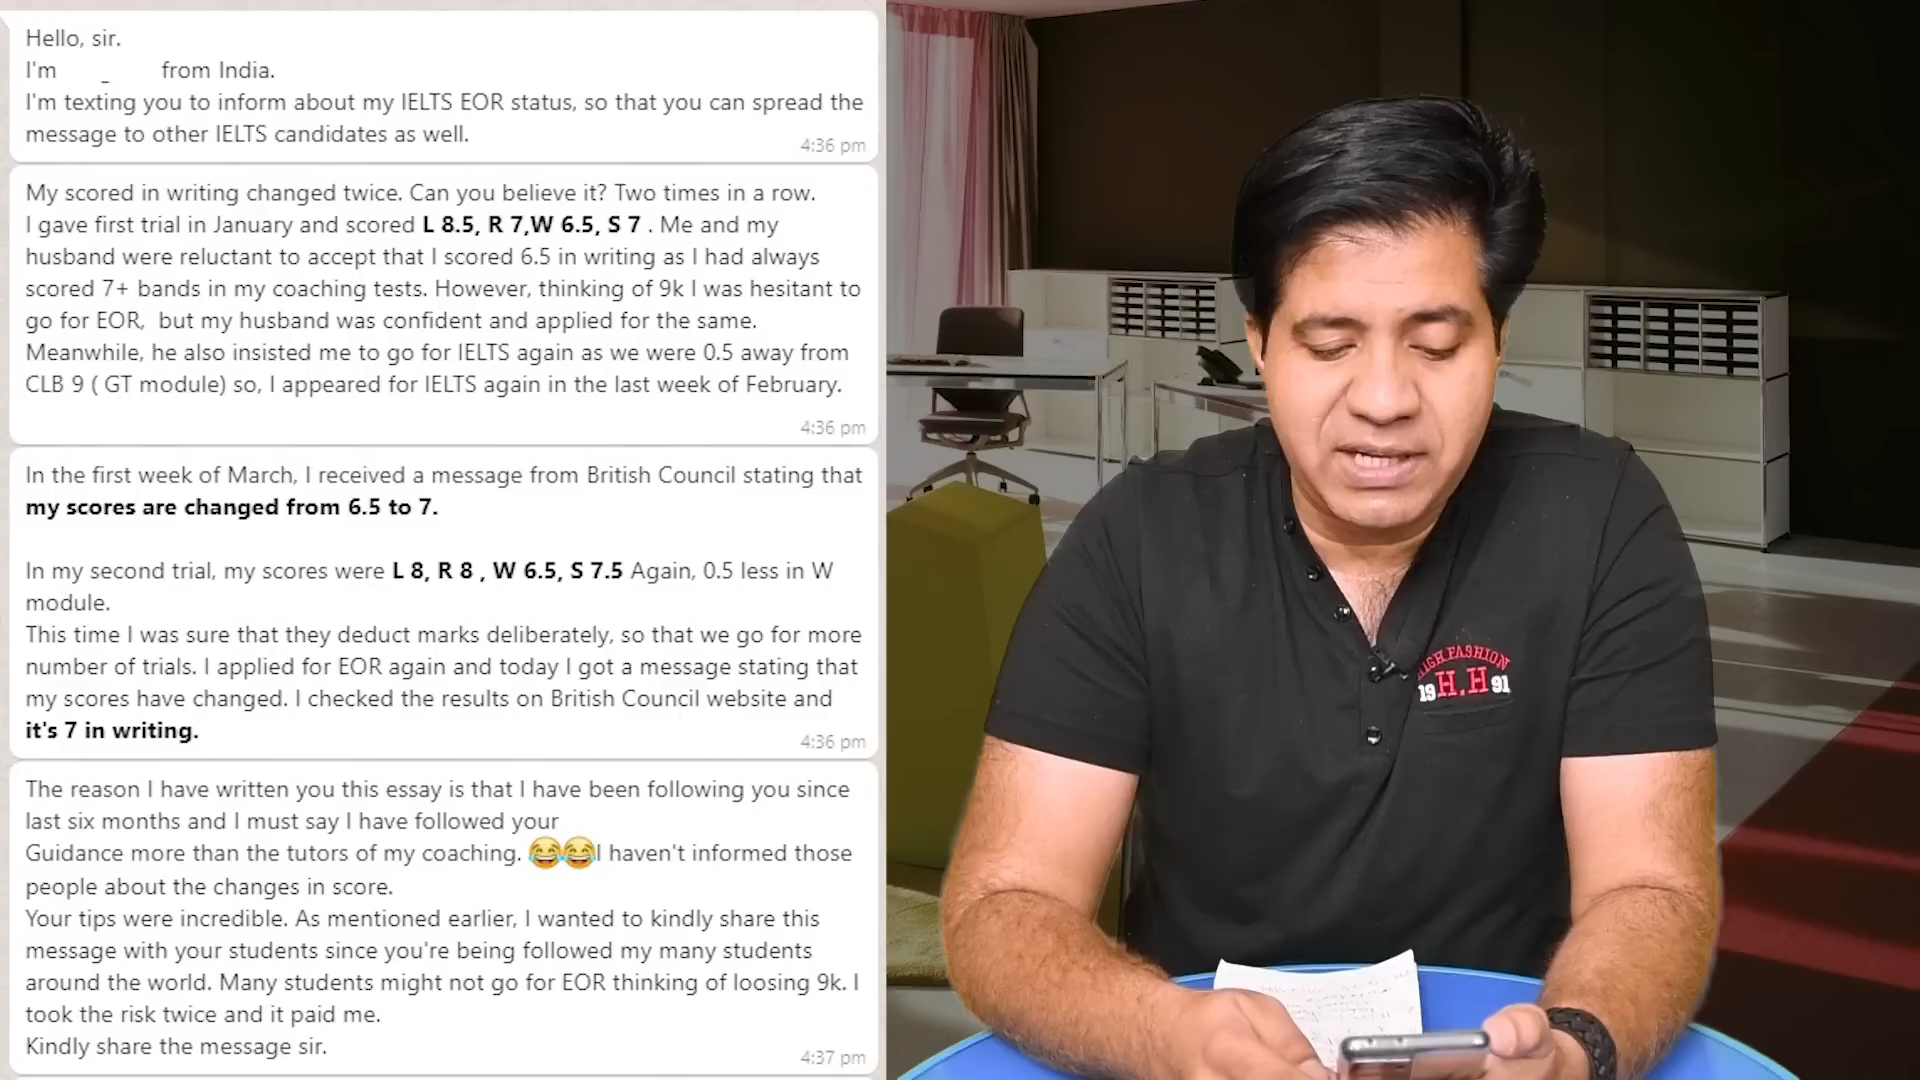 Hello, sir.
I'm _ from India.
I'm texting you to inform about my IELTS EOR status, so that you can spread the
message to other IELTS candidates as well.
4:36 pm
My scored in writing changed twice. Can you believe it? Two times in a row.
I gave first trial in January and scored L 8.5, R 7,W 6.5, S 7 . Me and my
husband were reluctant to accept that I scored 6.5 in writing as I had always
scored 7+ bands in my coaching tests. However, thinking of 9k I was hesitant to
go for EOR, but my husband was confident and applied for the same.
Meanwhile, he also insisted me to go for IELTS again as we were 0.5 away from
CLB 9 ( GT module) so, I appeared for IELTS again in the last week of February.
4:36 pm
In the first week of March, I received a message from British Council stating that
my scores are changed from 6.5 to 7.
In my second trial, my scores were L 8, R 8 , W 6.5, S 7.5 Again, 0.5 less in W
module.
This time I was sure that they deduct marks deliberately, so that we go for more
number of trials. I applied for EOR again and today I got a message stating that
my scores have changed. I checked the results on British Council website and
it's 7 in writing.
4:36 pm
The reason I have written you this essay is that I have been following you since
last six months and I must say I have followed your
Guidance more than the tutors of my coaching. 😂😂I haven't informed those
people about the changes in score.
Your tips were incredible. As mentioned earlier, I wanted to kindly share this
message with your students since you're being followed my many students
around the world. Many students might not go for EOR thinking of loosing 9k. I
took the risk twice and it paid me.
Kindly share the message sir.
4:37 pm
HIGH FASHION
19 H.H 91